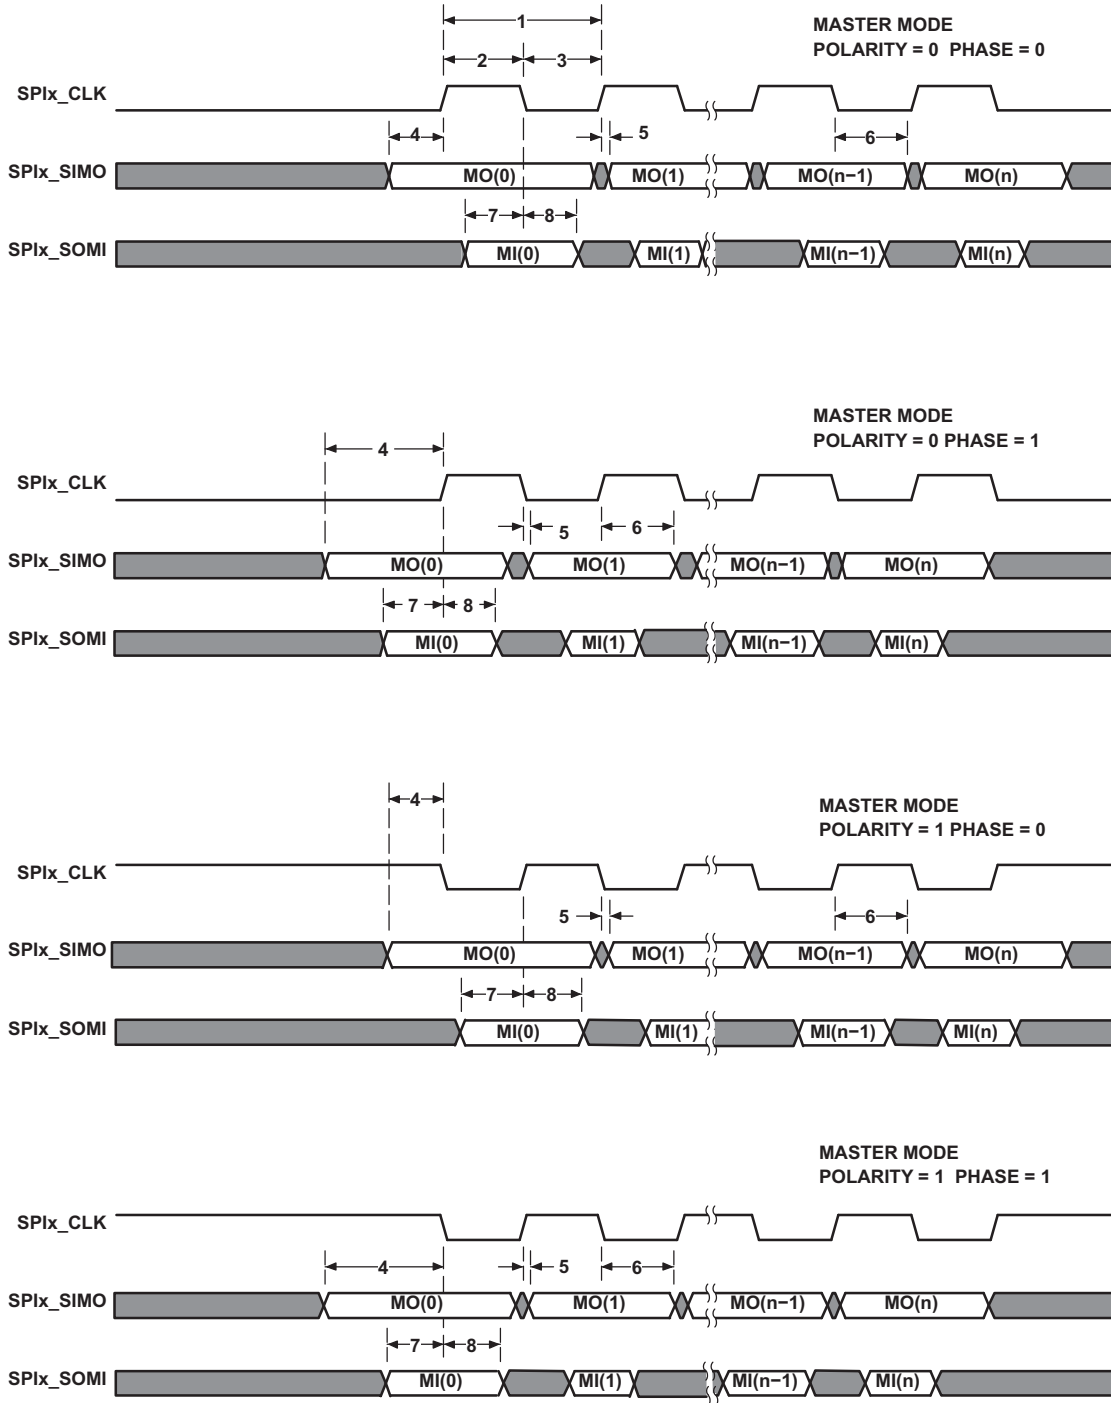 1
MASTER MODE
POLARITY = 0 PHASE = 0
2 3
SPIx_CLK
4 5 6
SPIx_SIMO MO(0) MO(1) MO(n−1) MO(n)
7 8
SPIx_SOMI MI(0) MI(1) MI(n−1) MI(n)
MASTER MODE
POLARITY = 0 PHASE = 1
4
SPIx_CLK
5 6
SPIx_SIMO MO(0) MO(1) MO(n−1) MO(n)
7 8
SPIx_SOMI MI(0) MI(1) MI(n−1) MI(n)
4
MASTER MODE
POLARITY = 1 PHASE = 0
SPIx_CLK
5 6
SPIx_SIMO MO(0) MO(1) MO(n−1) MO(n)
7 8
SPIx_SOMI MI(0) MI(1) MI(n−1) MI(n)
MASTER MODE
POLARITY = 1 PHASE = 1
SPIx_CLK
4 5 6
SPIx_SIMO MO(0) MO(1) MO(n−1) MO(n)
7 8
SPIx_SOMI MI(0) MI(1) MI(n−1) MI(n)